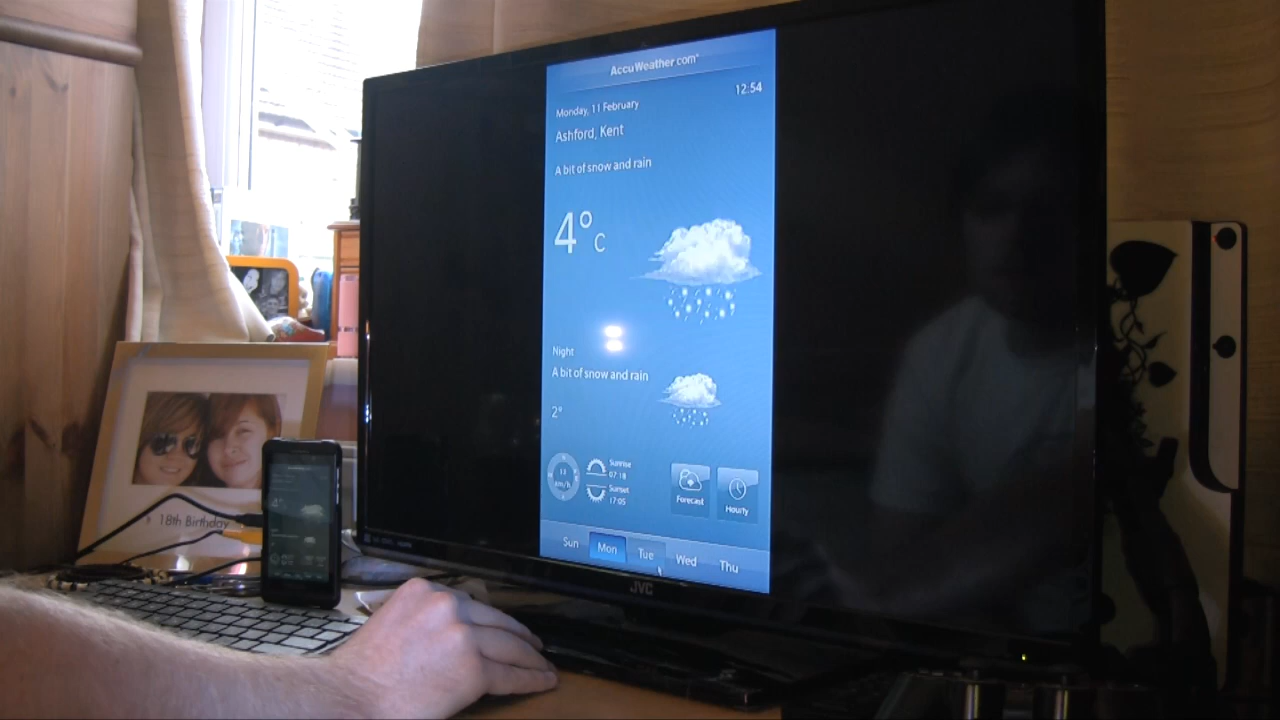 AccuWeather.com®
12:54
Monday, 11 February
Ashford, Kent
A bit of snow and rain
4°C
Night
A bit of snow and rain
2°
11 km/h
Sunrise
07:18
Sunset
17:05
Forecast
Hourly
Sun Mon Tue Wed Thu
JVC
18th Birthday